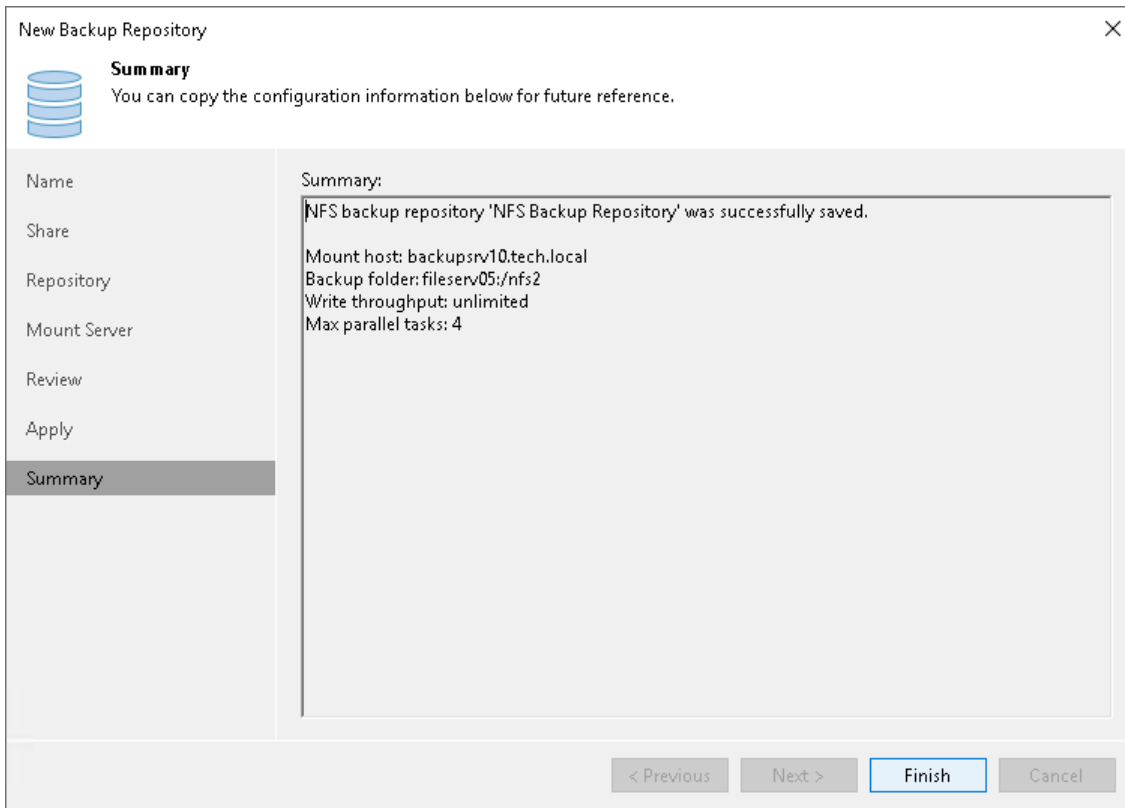 New Backup Repository
Summary
You can copy the configuration information below for future reference.
Name
Share
Repository
Mount Server
Review
Apply
Summary
Summary:
NFS backup repository 'NFS Backup Repository' was successfully saved.
Mount host: backupsrv10.tech.local
Backup folder: fileserv05:/nfs2
Write throughput: unlimited
Max parallel tasks: 4
< Previous
Next >
Finish
Cancel